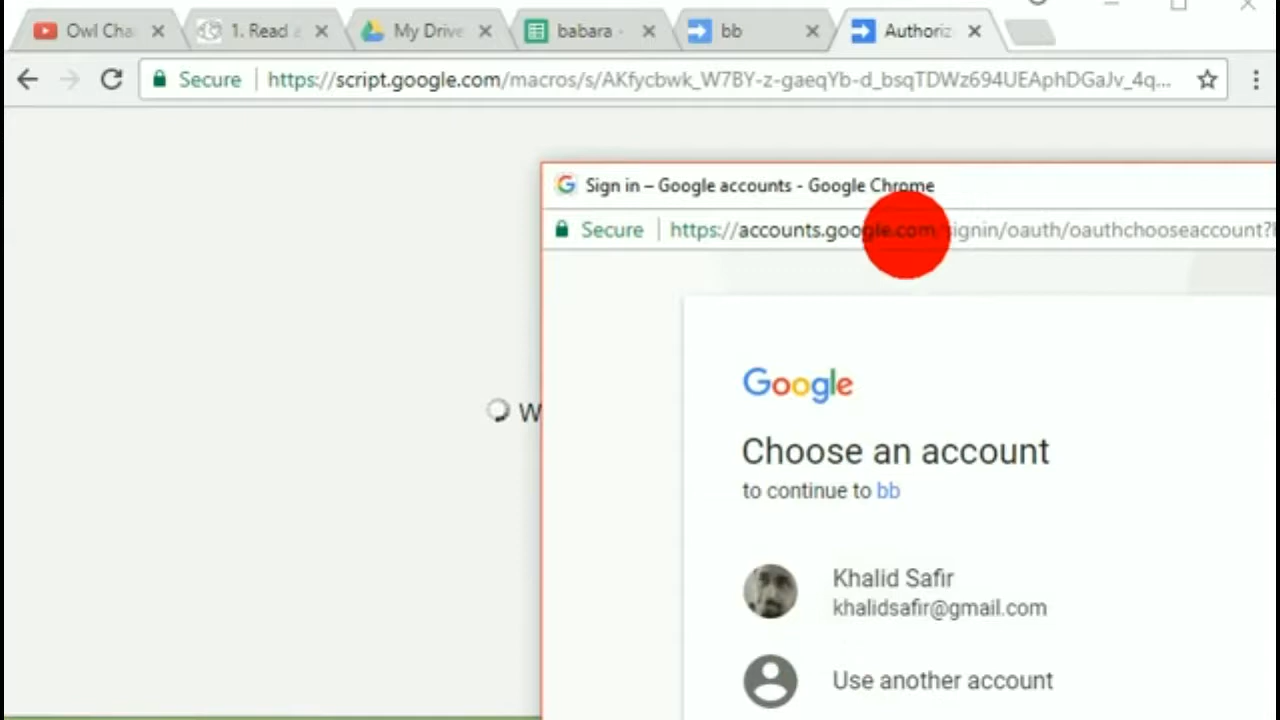 Owl Cha
1. Read a
My Drive
babara -
bb
Authoriz
Secure
https://script.google.com/macros/s/AKfycbwk_W7BY-z-gaeqYb-d_bsqTDWz694UEAphDGaJv_4q...
Sign in – Google accounts - Google Chrome
Secure
https://accounts.google.com/signin/oauth/oauthchooseaccount?
W
Google
Choose an account
to continue to bb
Khalid Safir
khalidsafir@gmail.com
Use another account